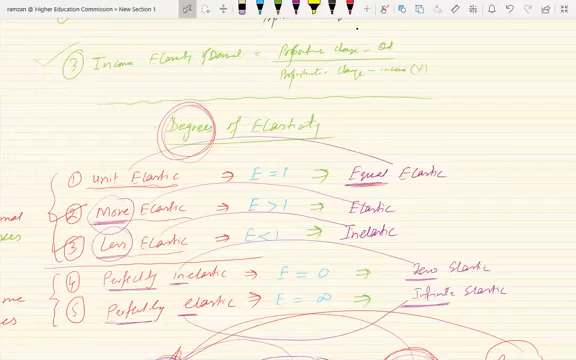 ramzan @ Higher Education Commission » New Section 1
③ Income Elasticity of Demand = Proportionate change in Qd
Proportionate change in income (Y)
Degrees of Elasticity
① Unit Elastic ⇒ E = 1 ⇒ Equal Elastic
② More Elastic ⇒ E > 1 ⇒ Elastic
③ Less Elastic ⇒ E < 1 ⇒ Inelastic
④ Perfectly inelastic ⇒ E = 0 ⇒ Zero Elastic
⑤ Perfectly elastic ⇒ E = ∞ ⇒ Infinite Elastic